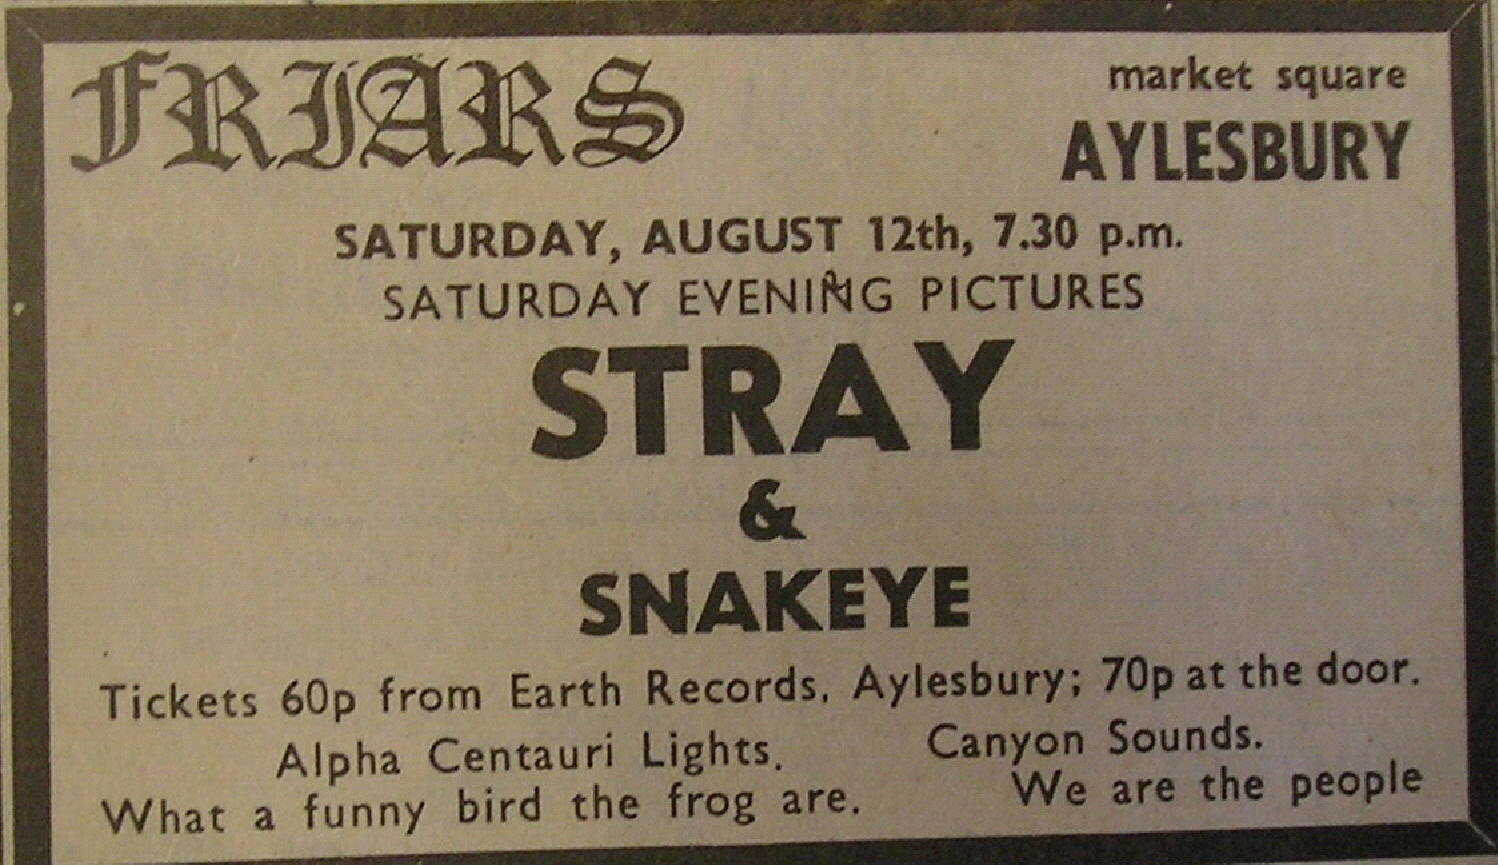 FRIARS
market square
AYLESBURY
SATURDAY, AUGUST 12th, 7.30 p.m.
SATURDAY EVENING PICTURES
STRAY
&
SNAKEYE
Tickets 60p from Earth Records. Aylesbury; 70p at the door.
Alpha Centauri Lights. Canyon Sounds.
What a funny bird the frog are. We are the people